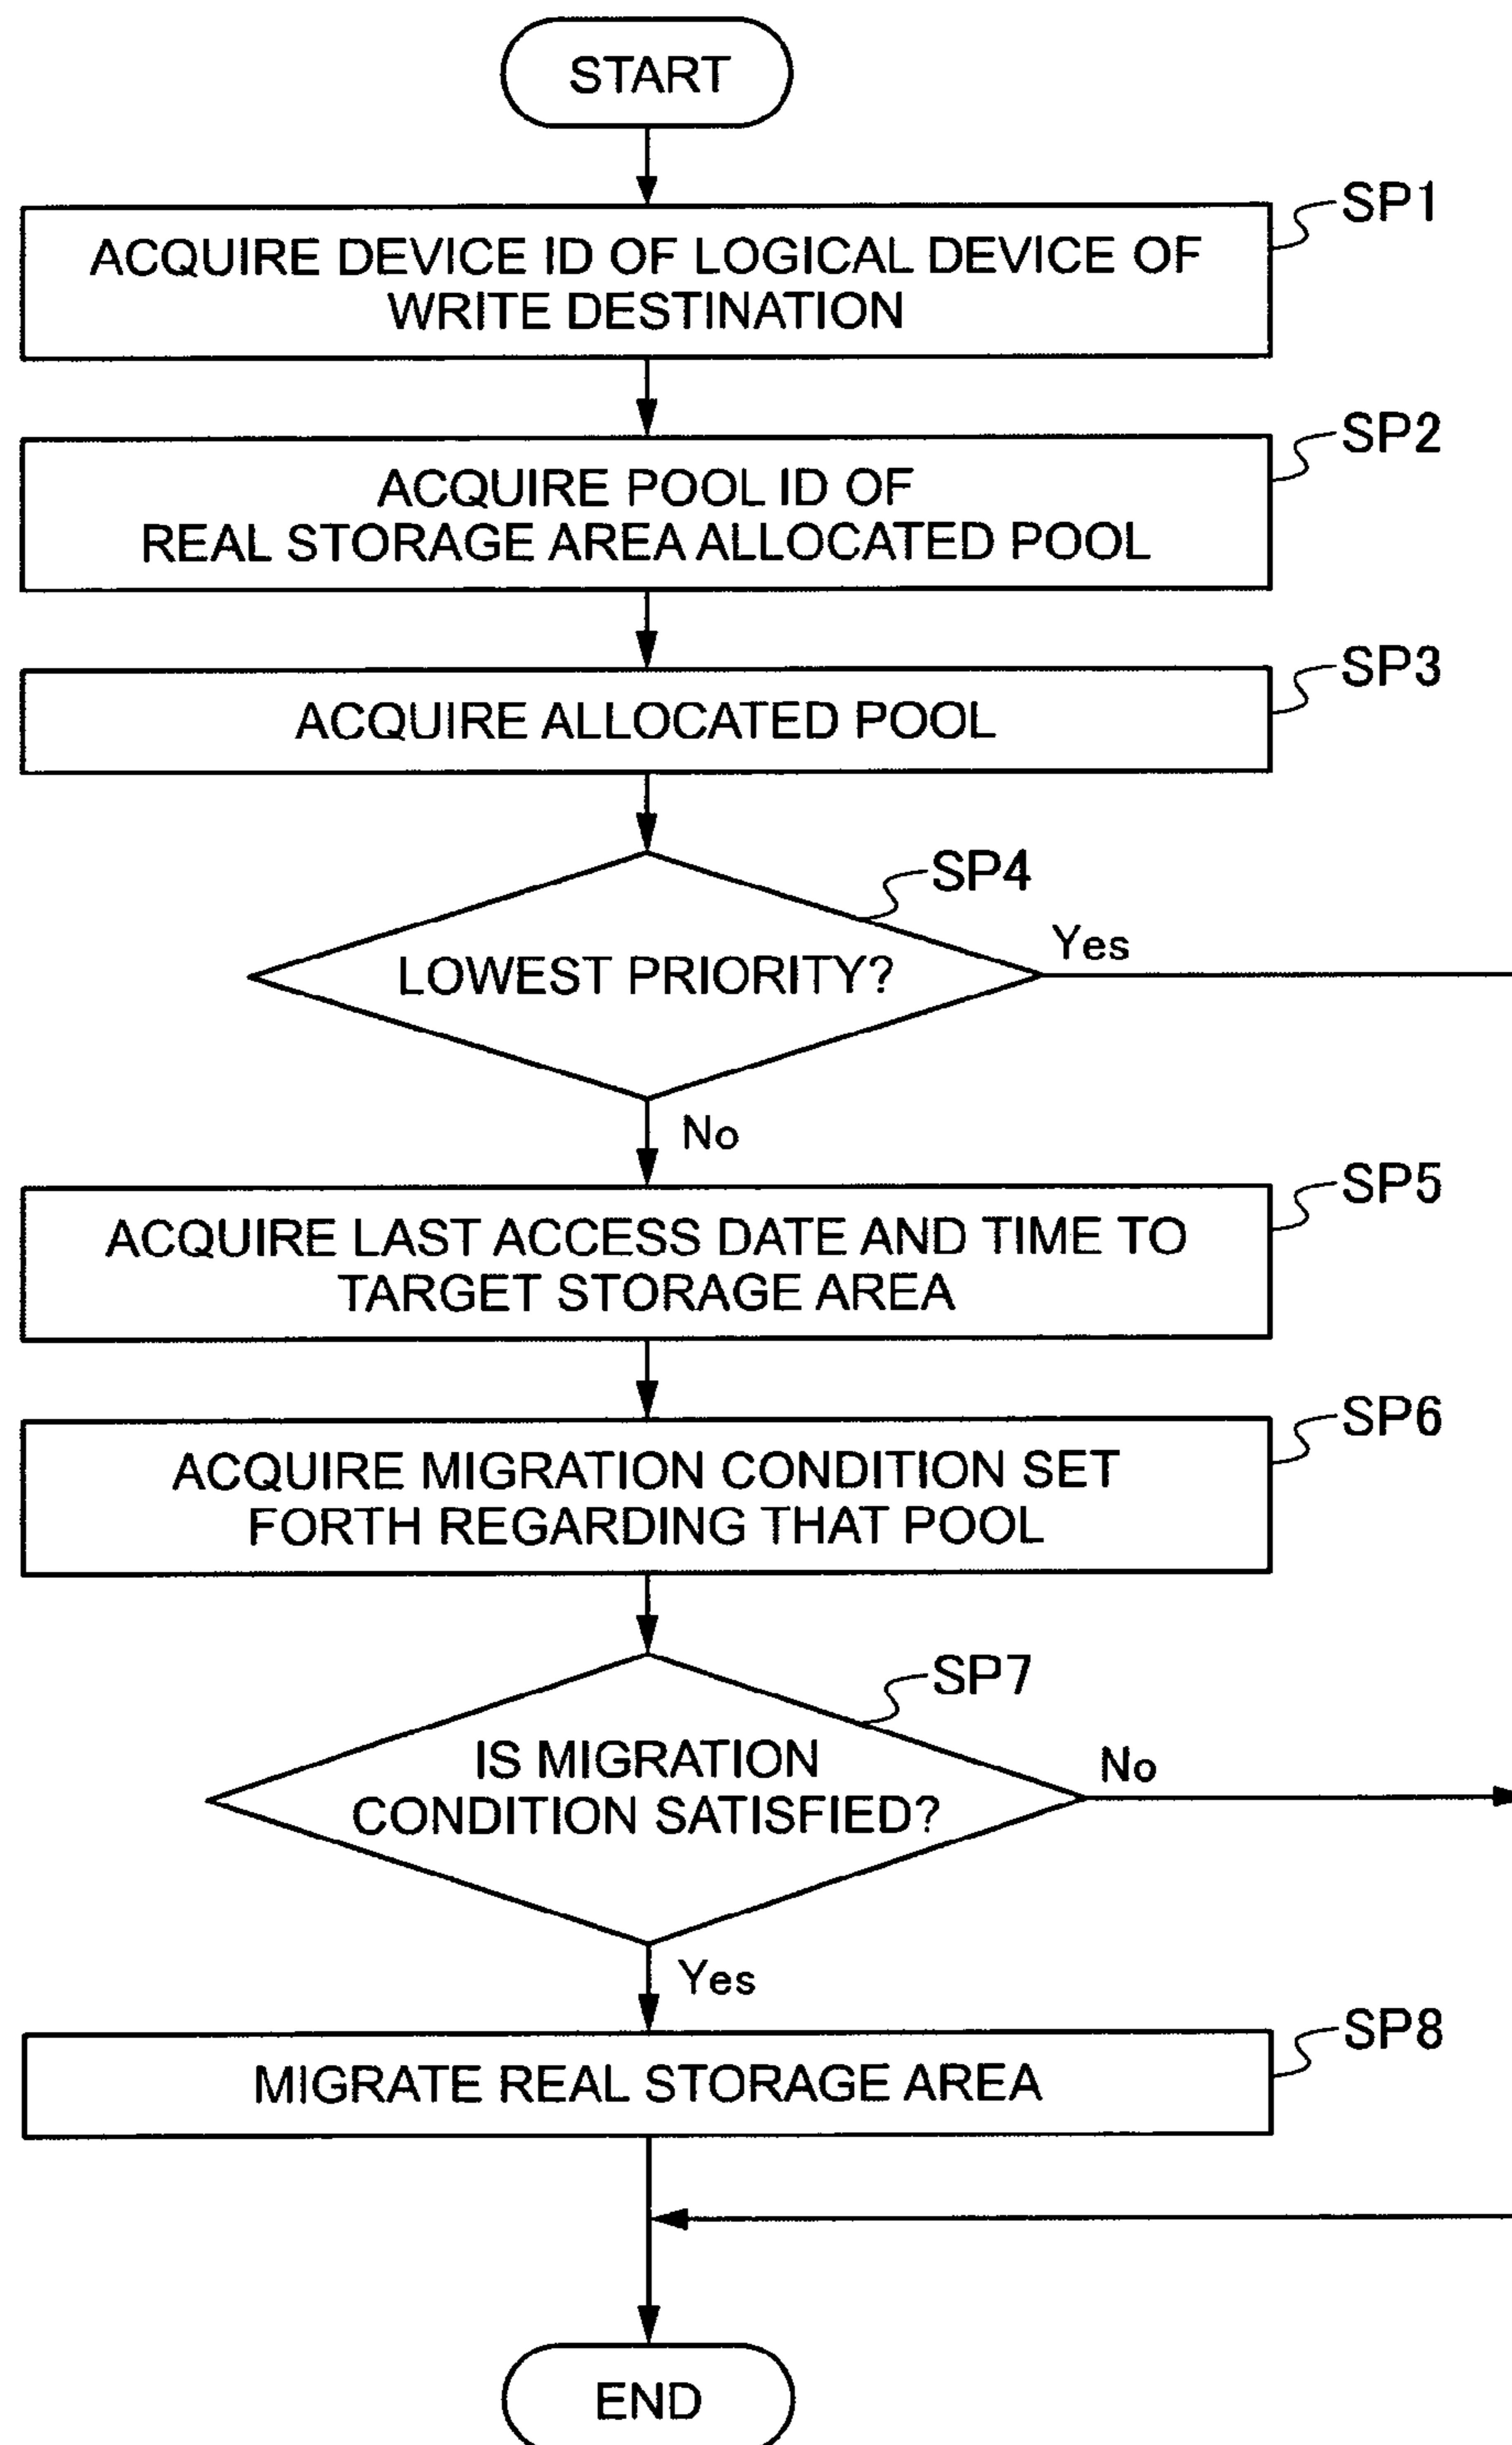 START
SP1
ACQUIRE DEVICE ID OF LOGICAL DEVICE OF
WRITE DESTINATION
SP2
ACQUIRE POOL ID OF
REAL STORAGE AREA ALLOCATED POOL
SP3
ACQUIRE ALLOCATED POOL
SP4
LOWEST PRIORITY?
Yes
No
SP5
ACQUIRE LAST ACCESS DATE AND TIME TO
TARGET STORAGE AREA
SP6
ACQUIRE MIGRATION CONDITION SET
FORTH REGARDING THAT POOL
SP7
IS MIGRATION
CONDITION SATISFIED?
No
Yes
SP8
MIGRATE REAL STORAGE AREA
END